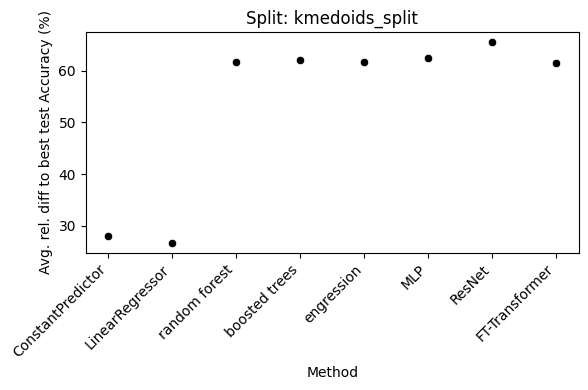 Split: kmedoids_split
Avg. rel. diff to best test Accuracy (%)
60
50
40
30
ConstantPredictor
LinearRegressor
random forest
boosted trees
engression
MLP
ResNet
FT-Transformer
Method